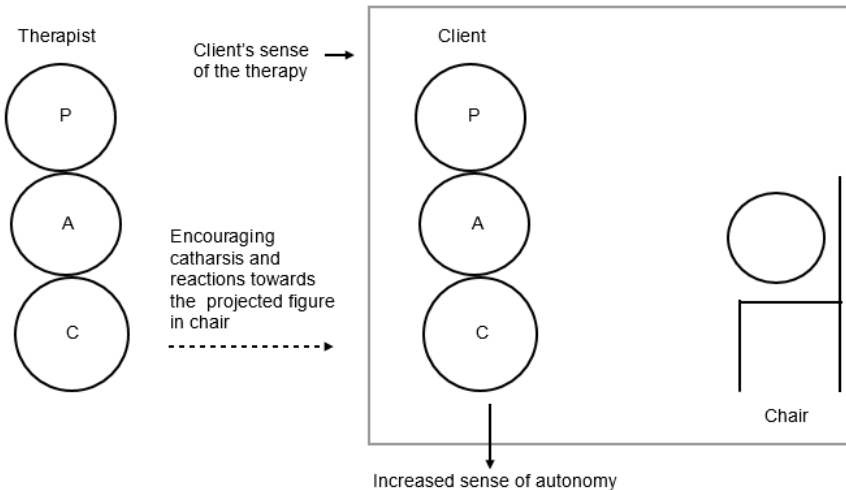 Therapist
Client's sense
of the therapy
Client
P
A
C
Encouraging
catharsis and
reactions towards
the projected figure
in chair
P
A
C
Chair
Increased sense of autonomy